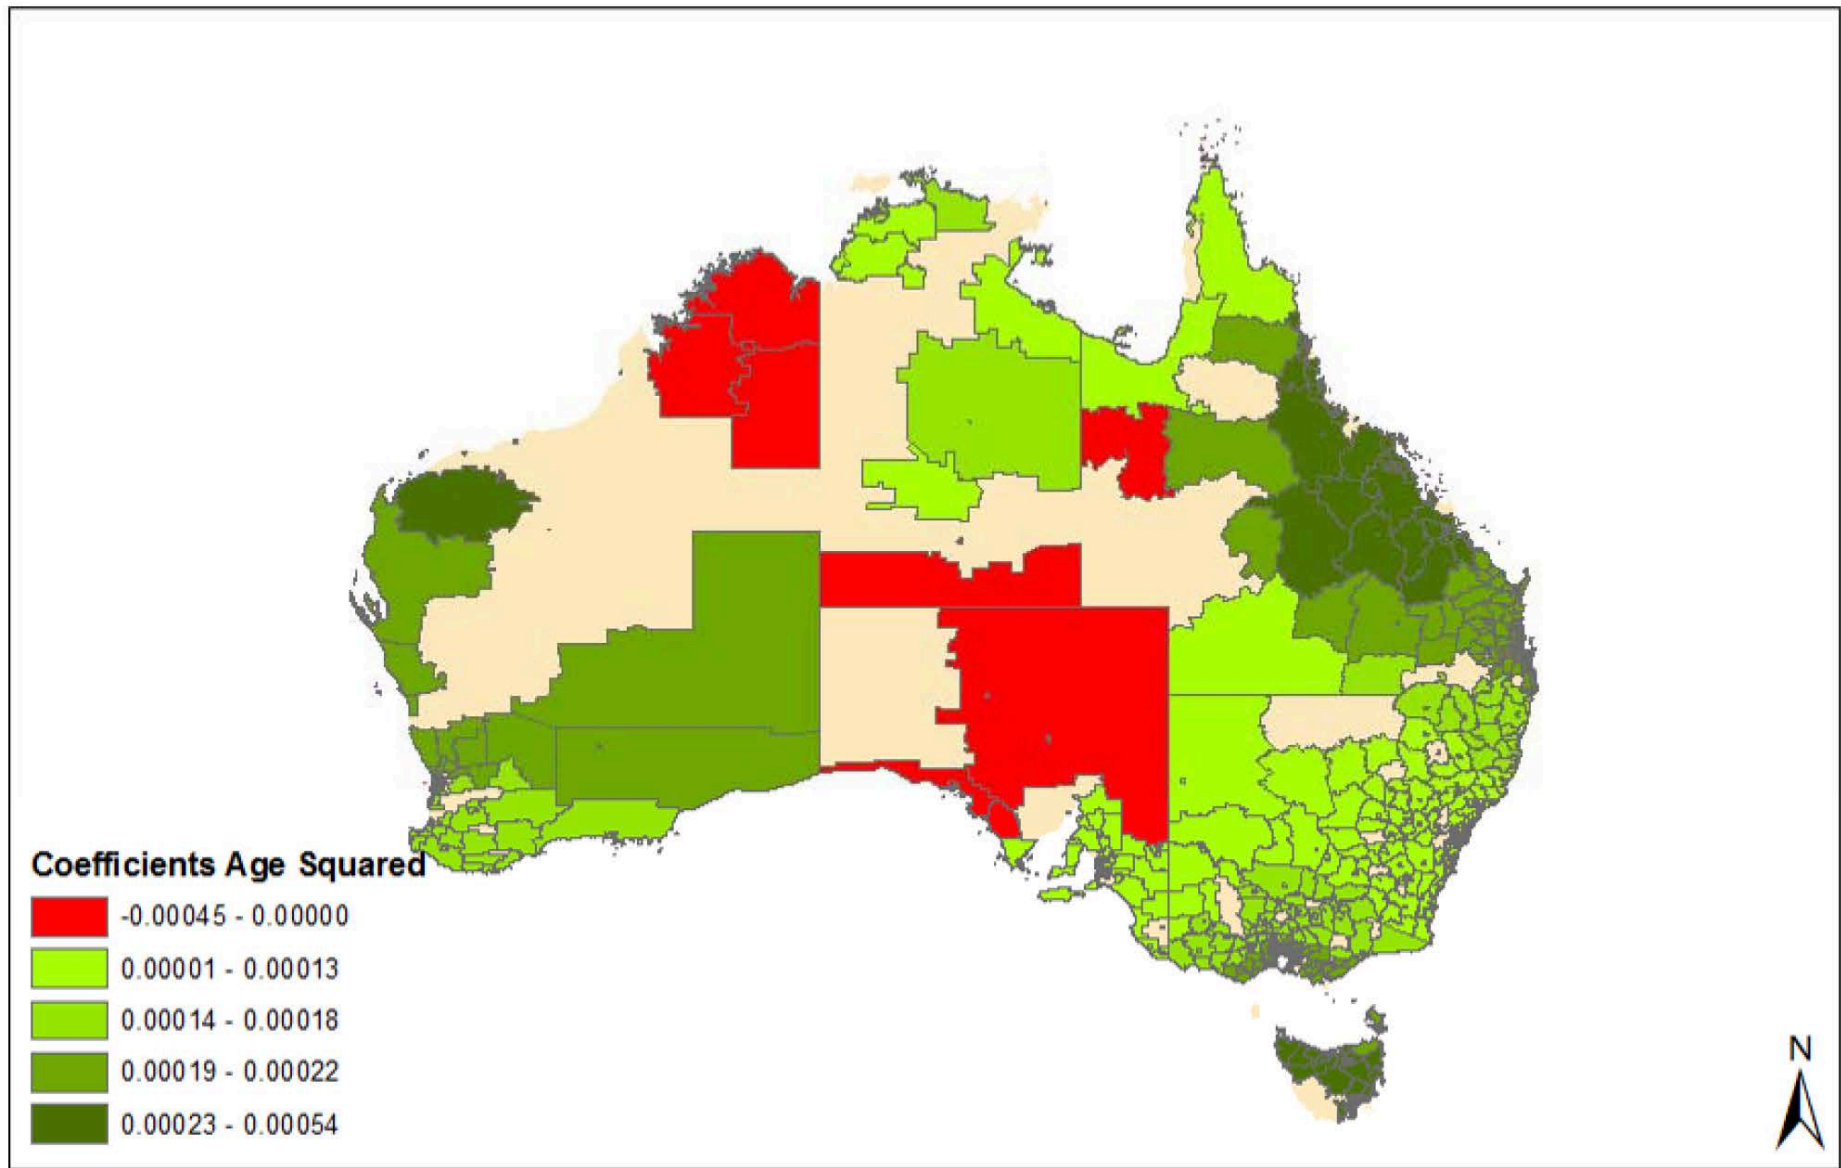 N
Coefficients Age Squared
-0.00045 - 0.00000
0.00001 - 0.00013
0.00014 - 0.00018
0.00019 - 0.00022
0.00023 - 0.00054